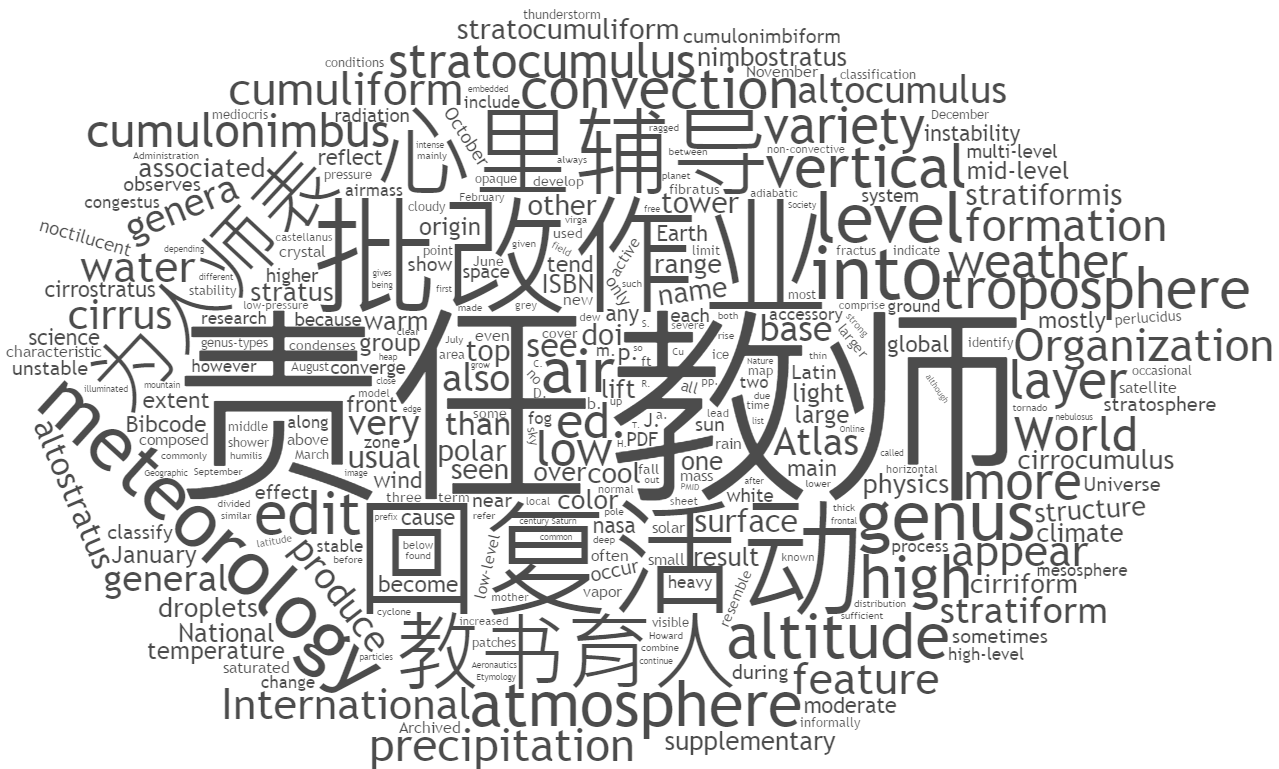 thunderstorm
stratocumuliform
cumulonimbiform
conditions
stratocumulus
nimbostratus
November
classification
cumuliform
embedded
include
convection
altocumulus
mediocris
radiation
October
December
cumulonimbus
心里辅导
ragged
variety
instability
Administration
associated
reflect
intense
mainly
always
between
non-convective
multi-level
observes
pressure
opaque
develop
planet
vertical
mid-level
congestus
genera
师表
airmass
February
fibratus
adiabatic
system
stratiformis
noctilucent
cloudy
origin
批改作业
other
free
tower
Society
level
formation
depending
castellanus
crystal
point
virga
used
given
field
active
Earth
limit
fractus
indicate
water
different
stability
higher
show
June
space
tend
ISBN
only
such
range
into
weather
cirrostratus
人
stratus
gives
being
first
grey
new
name
most
troposphere
low-pressure
made
dew
any
each
both
accessory
comprise
ground
cirrus
research
because
warm
责任教师
even
cover
doi
S.
severe
rise
base
strong
larger
mostly
perlucidus
science
为
genus-types
condenses
clear
group
July
area
top
see
m.
p.
so
Cu
ice
Nature
map
thin
global
identify
Organization
characteristic
unstable
however
August
converge
heap
grow
also
C.
no
D.
air
lift
ft
R.
all
pp.
two
due
time
Latin
light
although
layer
occasional
satellite
illuminated
mountain
close
model
extent
front
edge
than
some
fog
sky
b.
up
ed.
T.
J.
a.
lead
sun
list
large
Online
tornado
nebulosus
stratosphere
meteorology
Bibcode
middle
along
very
composed
shower
above
zone
usual
polar
low
H.
PDF
rain
Atlas
called
World
altostratus
commonly
humilis
March
Geographic
September
image
wind
seen
over
cool
fall
out
one
mass
after
PMID
main
lower
horizontal
physics
cirrocumulus
divided
similar
effect
three
term
near
local
color
normal
pole
sheet
white
more
Universe
classify
edit
prefix
cause
refer
century
Saturn
nasa
deep
solar
surface
thick
frontal
genus
structure
January
latitude
stable
before
回复活动
below
found
common
often
small
result
known
process
appear
climate
general
produce
become
low-level
mother
occur
vapor
heavy
resemble
high
mesosphere
cirriform
droplets
cyclone
increased
distribution
sufficient
stratiform
National
教书育人
patches
visible
Howard
combine
continue
altitude
sometimes
temperature
particles
Aeronautics
Etymology
high-level
saturated
change
during
feature
International
atmosphere
moderate
Archived
informally
precipitation
supplementary